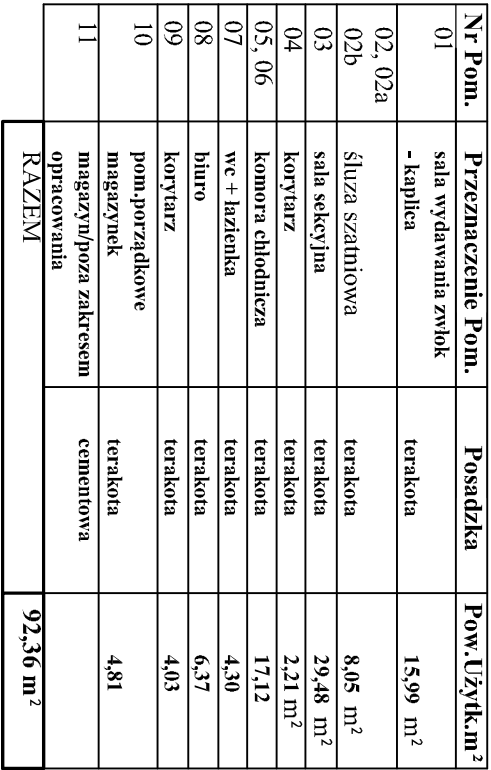 Nr Pom. Przeznaczenie Pom. Posadzka Pow.Użytk.m²
01 sala wydawania zwłok
- kaplica terakota 15,99 m²
02, 02a
02b śluza szatniowa terakota 8,05 m²
03 sala sekcyjna terakota 29,48 m²
04 korytarz terakota 2,21 m²
05, 06 komora chłodnicza terakota 17,12
07 wc + łazienka terakota 4,30
08 biuro terakota 6,37
09 korytarz terakota 4,03
10 pom.porządkowe
magazynek terakota 4,81
11 magazyn/poza zakresem cementowa
opracowania
RAZEM 92,36 m²